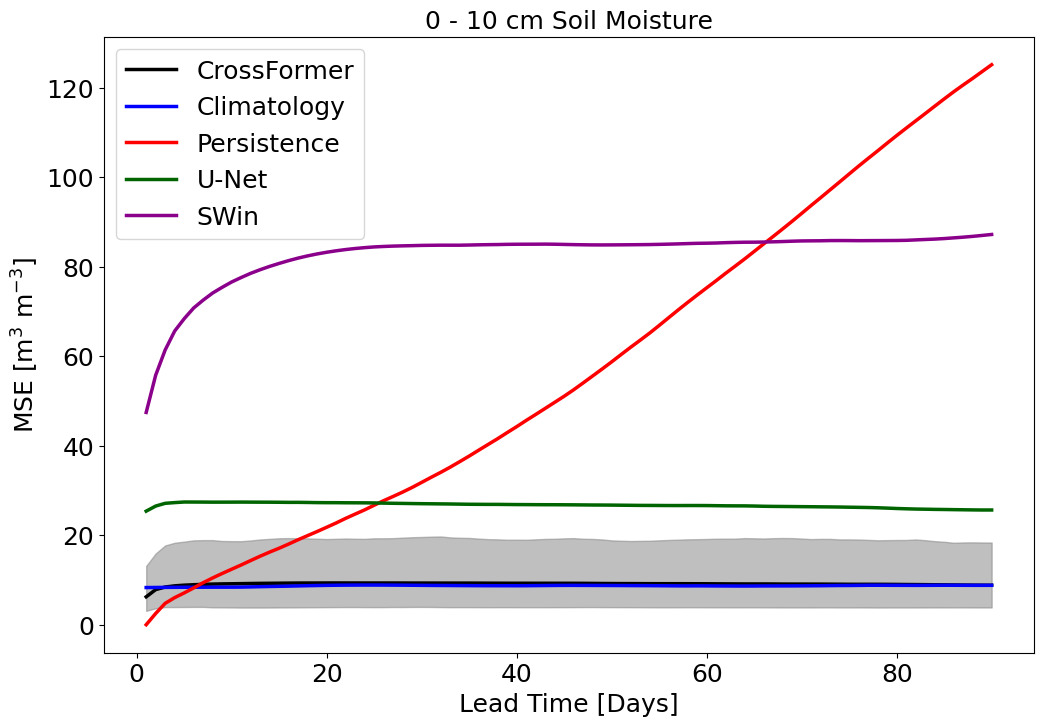 0 - 10 cm Soil Moisture
CrossFormer
Climatology
Persistence
U-Net
SWin
MSE [m³ m⁻³]
120
100
80
60
40
20
0
0 20 40 60 80
Lead Time [Days]